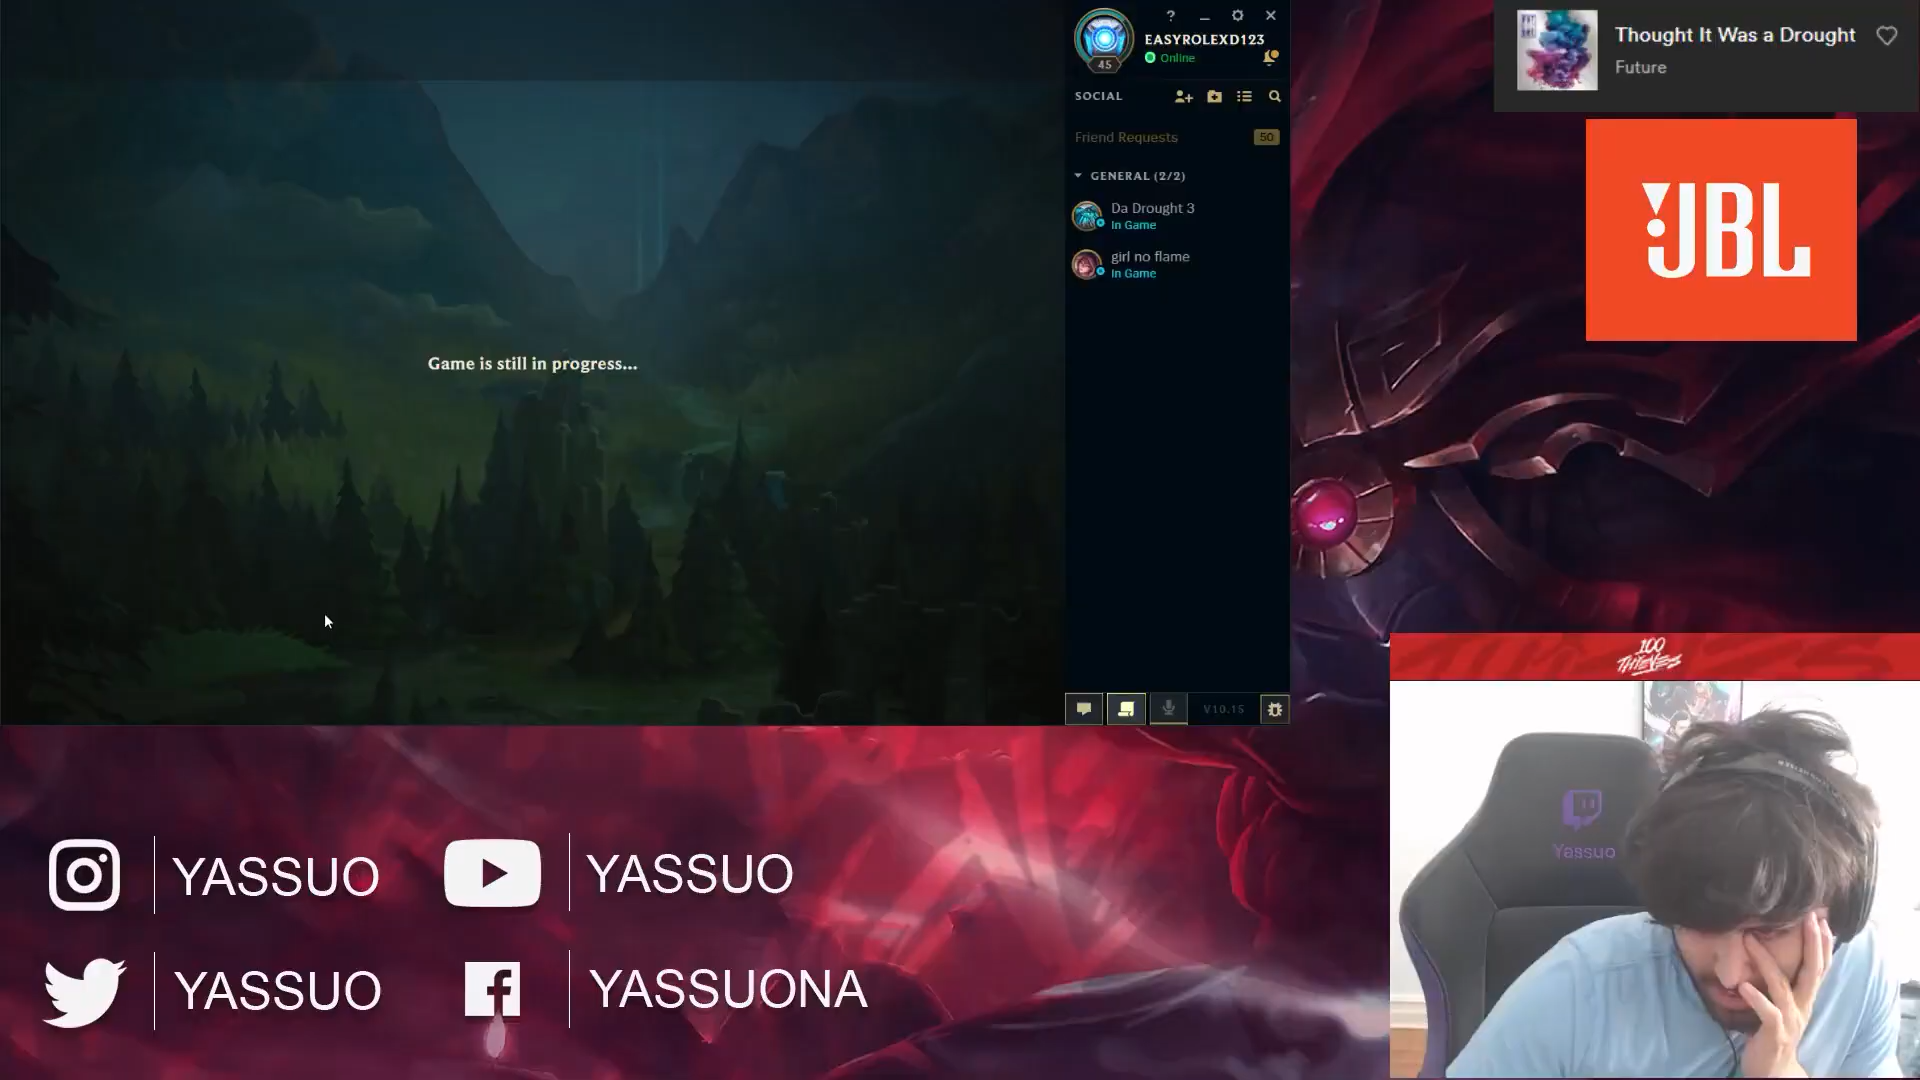 ?
EASYROLEXD123
45
Online
SOCIAL
Friend Requests
50
GENERAL (2/2)
Da Drought 3
In Game
girl no flame
In Game
Game is still in progress...
V10.15
Thought It Was a Drought
Future
JBL
100
THIEVES
Yassuo
YASSUO
YASSUO
YASSUO
YASSUONA